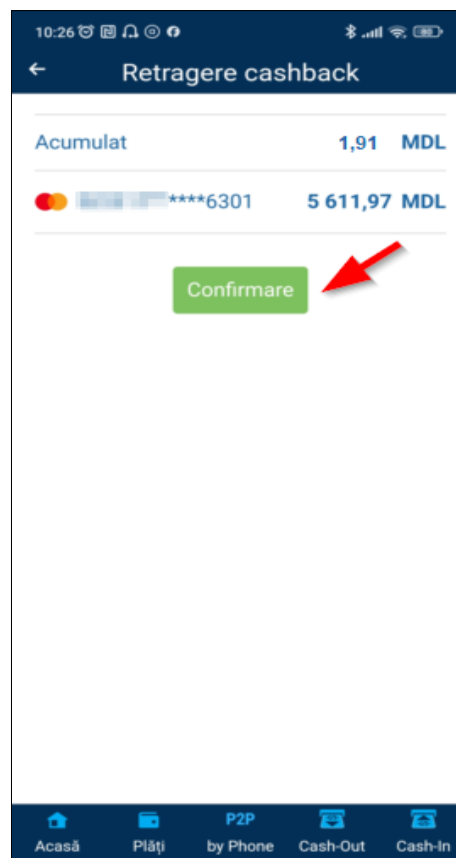 10:26
Retragere cashback
Acumulat 1,91 MDL
****6301 5 611,97 MDL
Confirmare
Acasă Plăți P2P by Phone Cash-Out Cash-In